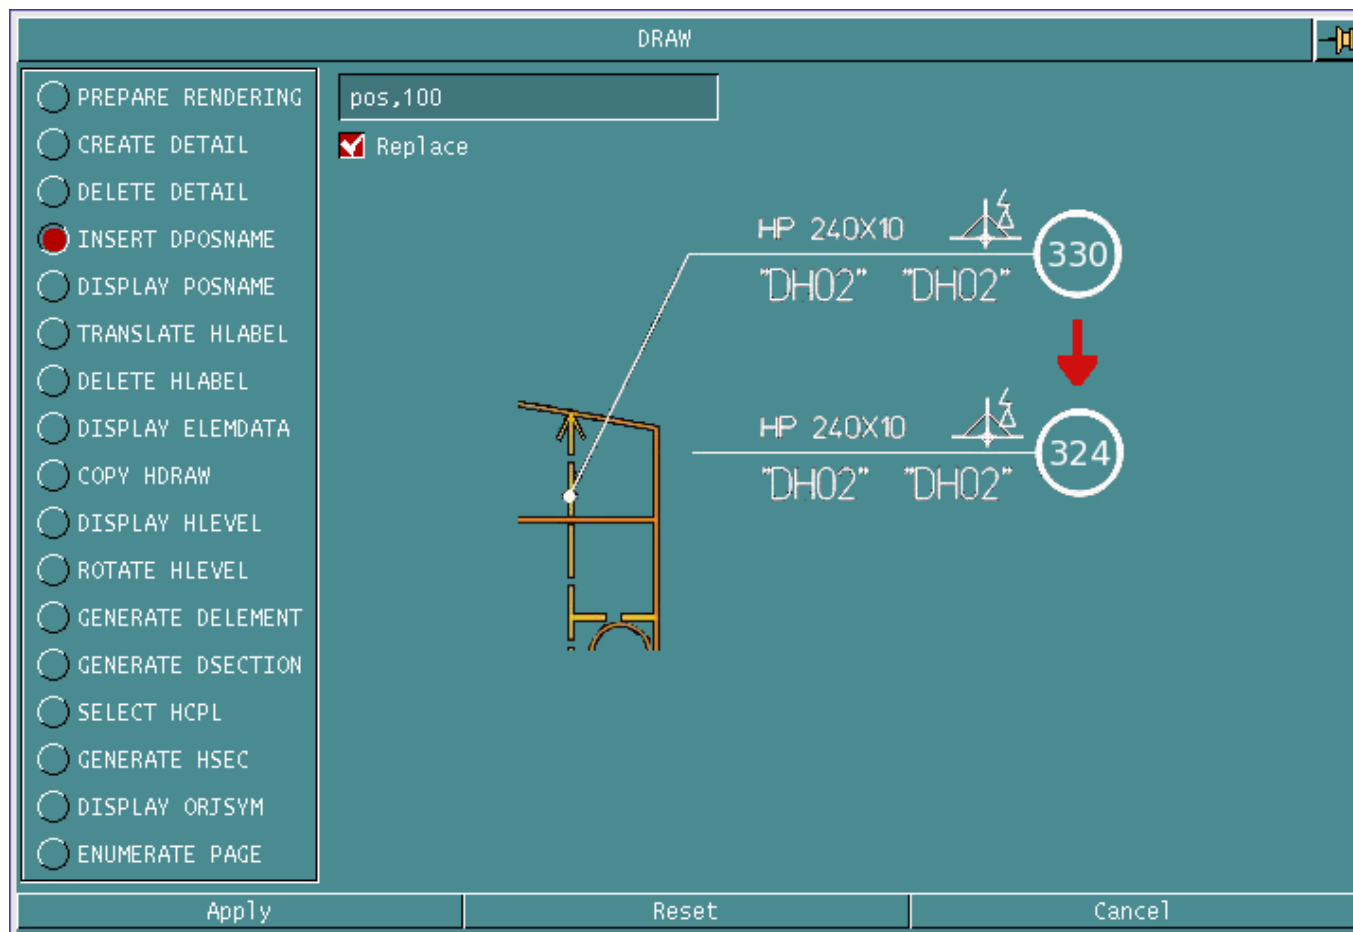 DRAW
PREPARE RENDERING
CREATE DETAIL
DELETE DETAIL
INSERT DPOSNAME
DISPLAY POSNAME
TRANSLATE HLABEL
DELETE HLABEL
DISPLAY ELEMDATA
COPY HDRAW
DISPLAY HLEVEL
ROTATE HLEVEL
GENERATE DELEMENT
GENERATE DSECTION
SELECT HCPL
GENERATE HSEC
DISPLAY ORJSYM
ENUMERATE PAGE
pos,100
Replace
HP 240X10
330
"DH02" "DH02"
HP 240X10
324
"DH02" "DH02"
Apply Reset Cancel